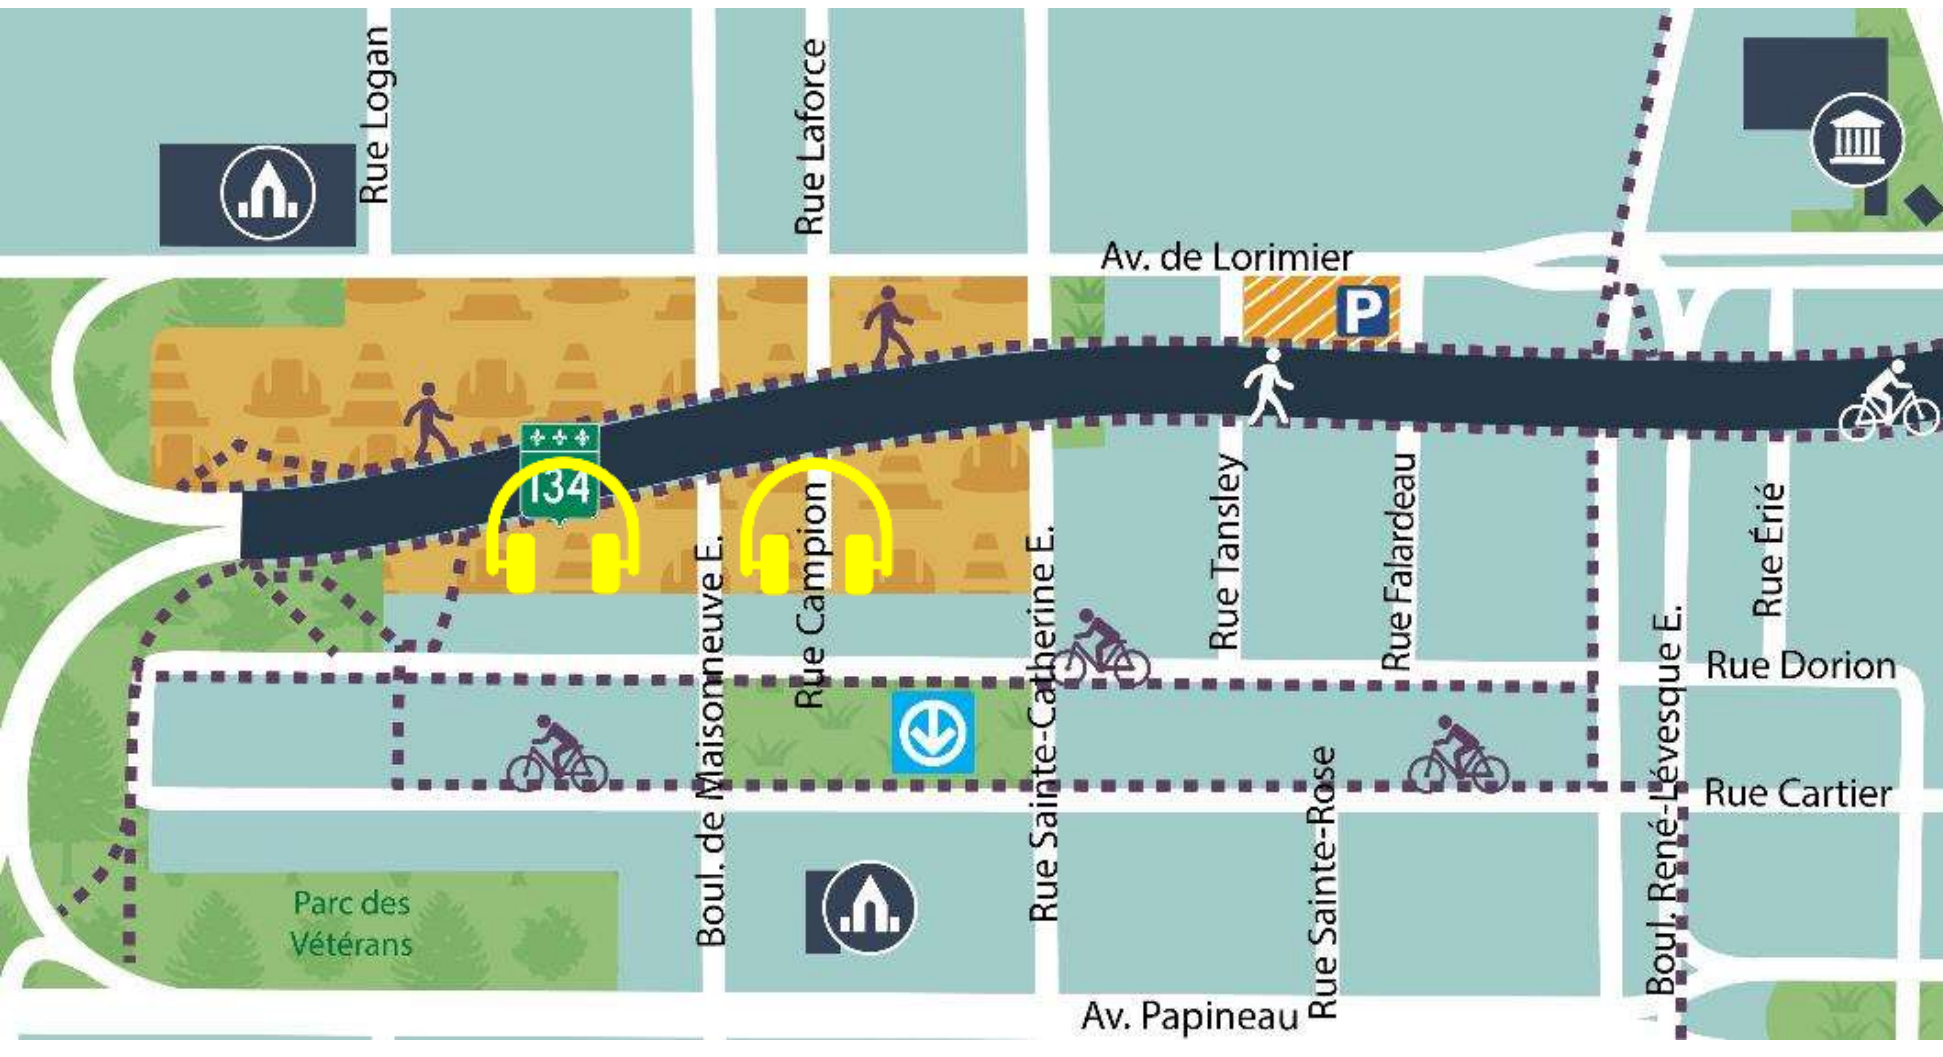 Rue Logan
Rue Laforce
Av. de Lorimier
P
134
Rue Campion
Boul. de Maisonneuve E.
Rue Sainte-Catherine E.
Rue Tansley
Rue Falardeau
Rue Érié
Rue Dorion
Boul. René-Lévesque E.
Rue Cartier
Rue Sainte-Rose
Parc des
Vétérans
Av. Papineau